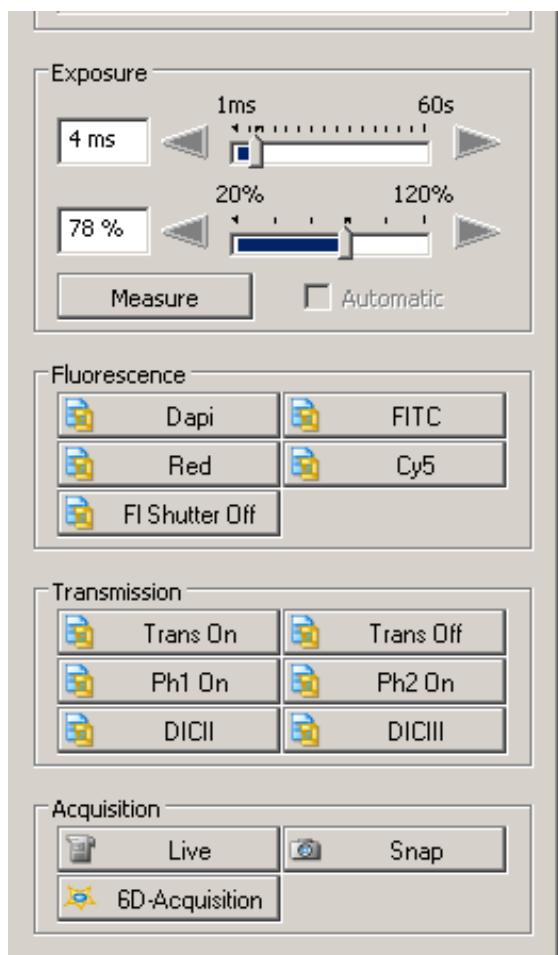 Exposure
1ms 60s
4 ms
20% 120%
78 %
Measure Automatic
Fluorescence
Dapi FITC
Red Cy5
Fl Shutter Off
Transmission
Trans On Trans Off
Ph1 On Ph2 On
DICII DICIII
Acquisition
Live Snap
6D-Acquisition